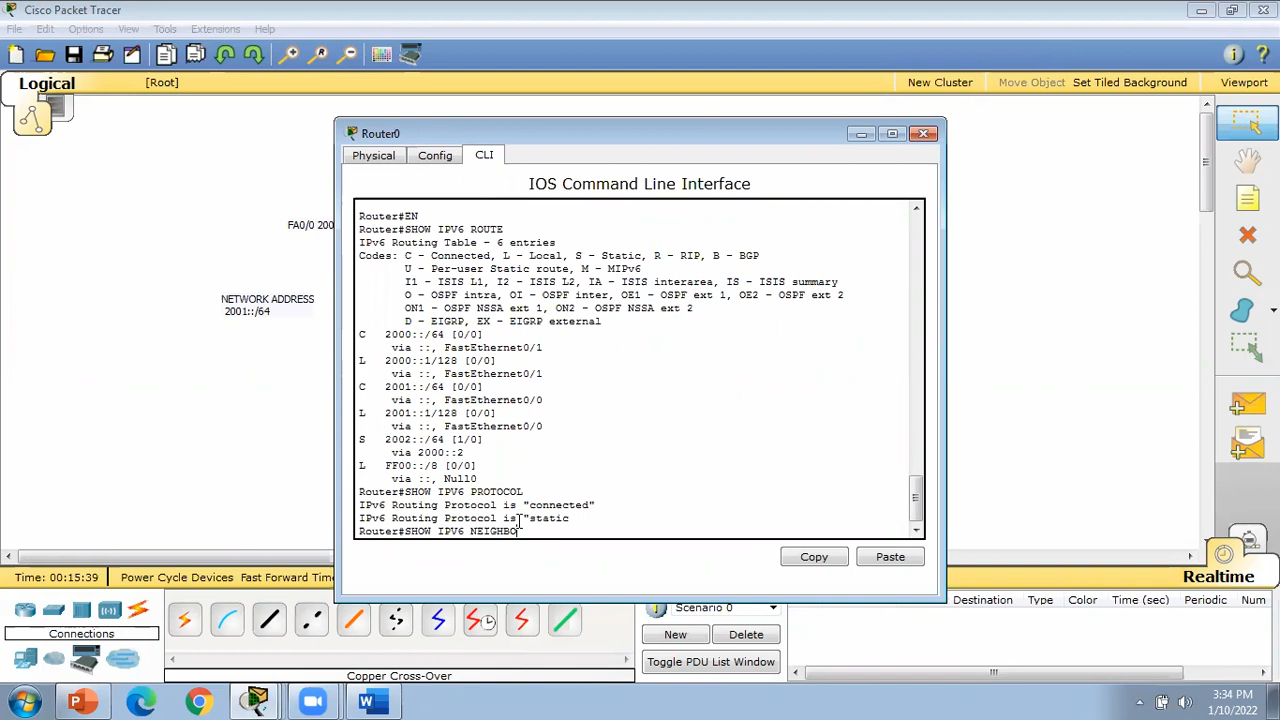 Cisco Packet Tracer
File Edit Options View Tools Extensions Help
Logical
[Root]
New Cluster
Move Object
Set Tiled Background
Viewport
FA0/0 200
NETWORK ADDRESS
2001::/64
Router0
Physical
Config
CLI
IOS Command Line Interface
Router#EN
Router#SHOW IPV6 ROUTE
IPv6 Routing Table - 6 entries
Codes: C - Connected, L - Local, S - Static, R - RIP, B - BGP
U - Per-user Static route, M - MIPv6
I1 - ISIS L1, I2 - ISIS L2, IA - ISIS interarea, IS - ISIS summary
O - OSPF intra, OI - OSPF inter, OE1 - OSPF ext 1, OE2 - OSPF ext 2
ON1 - OSPF NSSA ext 1, ON2 - OSPF NSSA ext 2
D - EIGRP, EX - EIGRP external
C 2000::/64 [0/0]
via ::, FastEthernet0/1
L 2000::1/128 [0/0]
via ::, FastEthernet0/1
C 2001::/64 [0/0]
via ::, FastEthernet0/0
L 2001::1/128 [0/0]
via ::, FastEthernet0/0
S 2002::/64 [1/0]
via 2000::2
L FF00::/8 [0/0]
via ::, Null0
Router#SHOW IPV6 PROTOCOL
IPv6 Routing Protocol is "connected"
IPv6 Routing Protocol is "static
Router#SHOW IPV6 NEIGHBO
Copy
Paste
Time: 00:15:39
Power Cycle Devices
Fast Forward Tim
Realtime
Connections
Copper Cross-Over
Scenario 0
New
Delete
Toggle PDU List Window
Destination Type Color Time (sec) Periodic Num
3:34 PM
1/10/2022